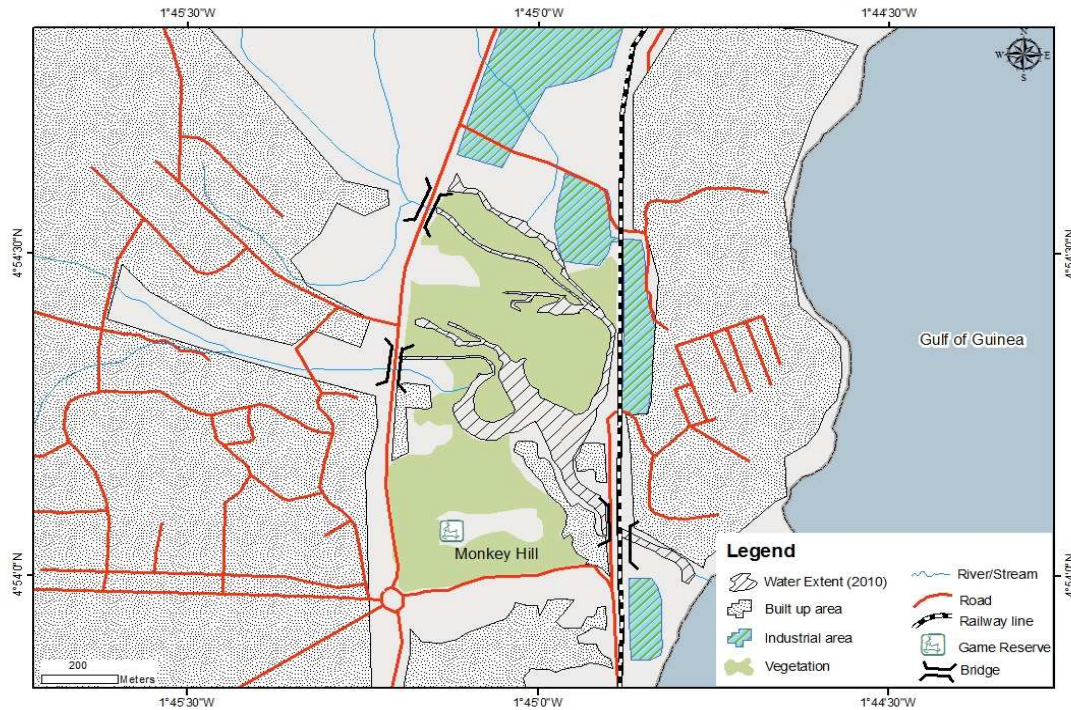 1°45'30"W
1°45'0"W
1°44'30"W
N
W
E
S
4°54'30"N
4°54'30"N
Gulf of Guinea
Monkey Hill
4°54'0"N
4°54'0"N
Legend
Water Extent (2010)
Built up area
Industrial area
Vegetation
River/Stream
Road
Railway line
Game Reserve
Bridge
200
Meters
1°45'30"W
1°45'0"W
1°44'30"W